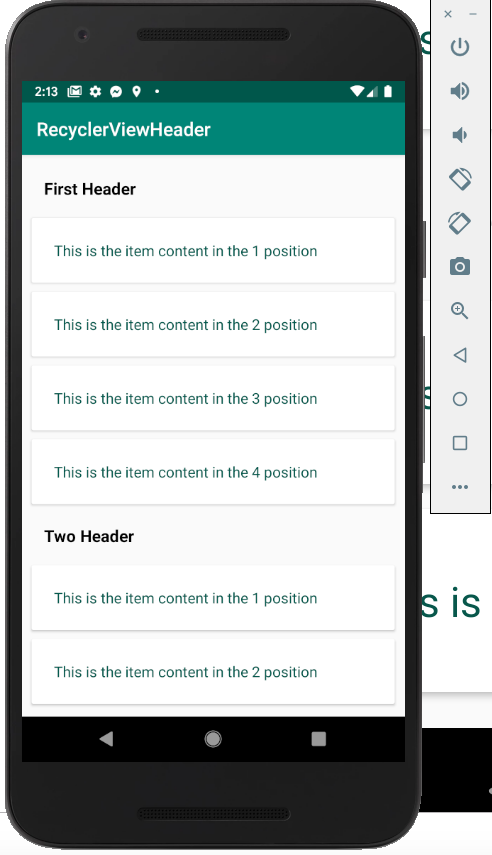 2:13
RecyclerViewHeader
First Header
This is the item content in the 1 position
This is the item content in the 2 position
This is the item content in the 3 position
This is the item content in the 4 position
Two Header
This is the item content in the 1 position
This is the item content in the 2 position
s is